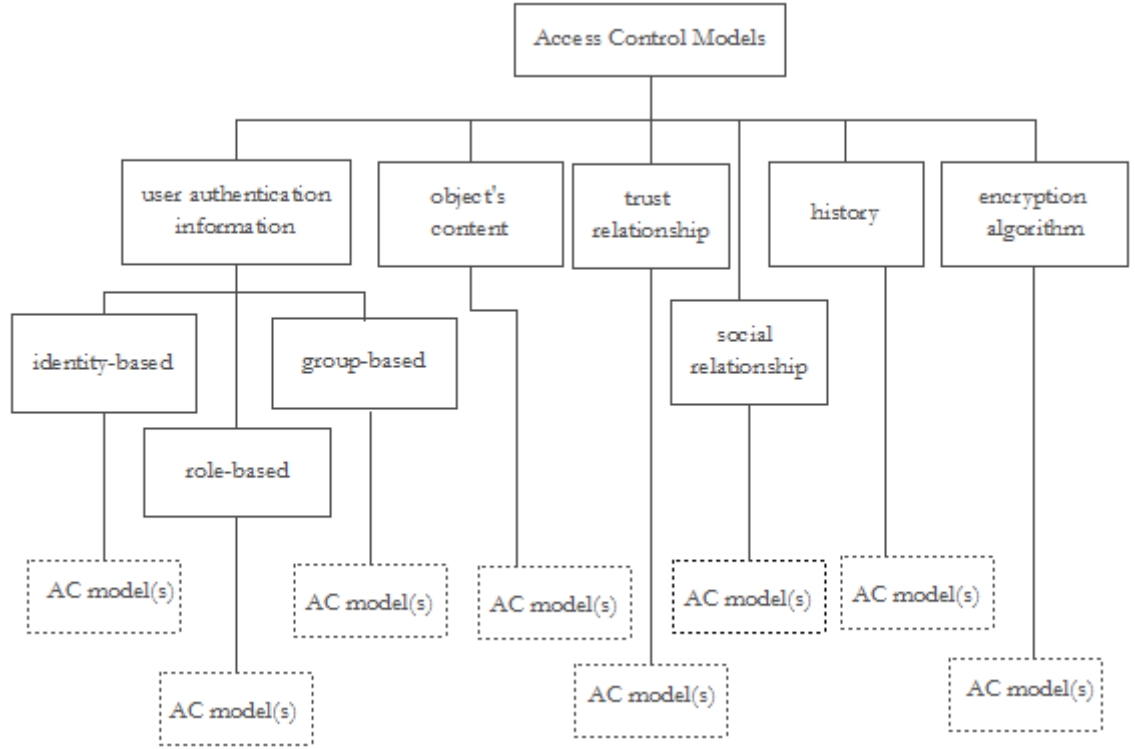 Access Control Models
user authentication
information
object's
content
trust
relationship
history
encryption
algorithm
identity-based
group-based
social
relationship
role-based
AC model(s)
AC model(s)
AC model(s)
AC model(s)
AC model(s)
AC model(s)
AC model(s)
AC model(s)